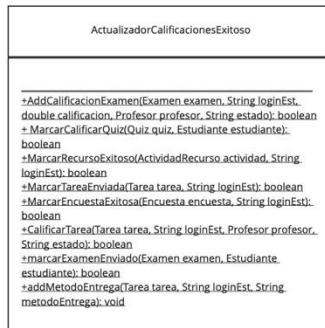 ActualizadorCalificacionesExitoso
+AddCalificacionExamen(Examen examen, String loginEst,
double calificacion, Profesor profesor, String estado): boolean
+ MarcarCalificarQuiz(Quiz quiz, Estudiante estudiante):
boolean
+MarcarRecursoExitoso(ActividadRecurso actividad, String
loginEst): boolean
+MarcarTareaEnviada(Tarea tarea, String loginEst): boolean
+MarcarEncuestaExitosa(Encuesta encuesta, String loginEst):
boolean
+CalificarTarea(Tarea tarea, String loginEst, Profesor profesor,
String estado): boolean
+marcarExamenEnviado(Examen examen, Estudiante
estudiante): boolean
+addMetodoEntrega(Tarea tarea, String loginEst, String
metodoEntrega): void